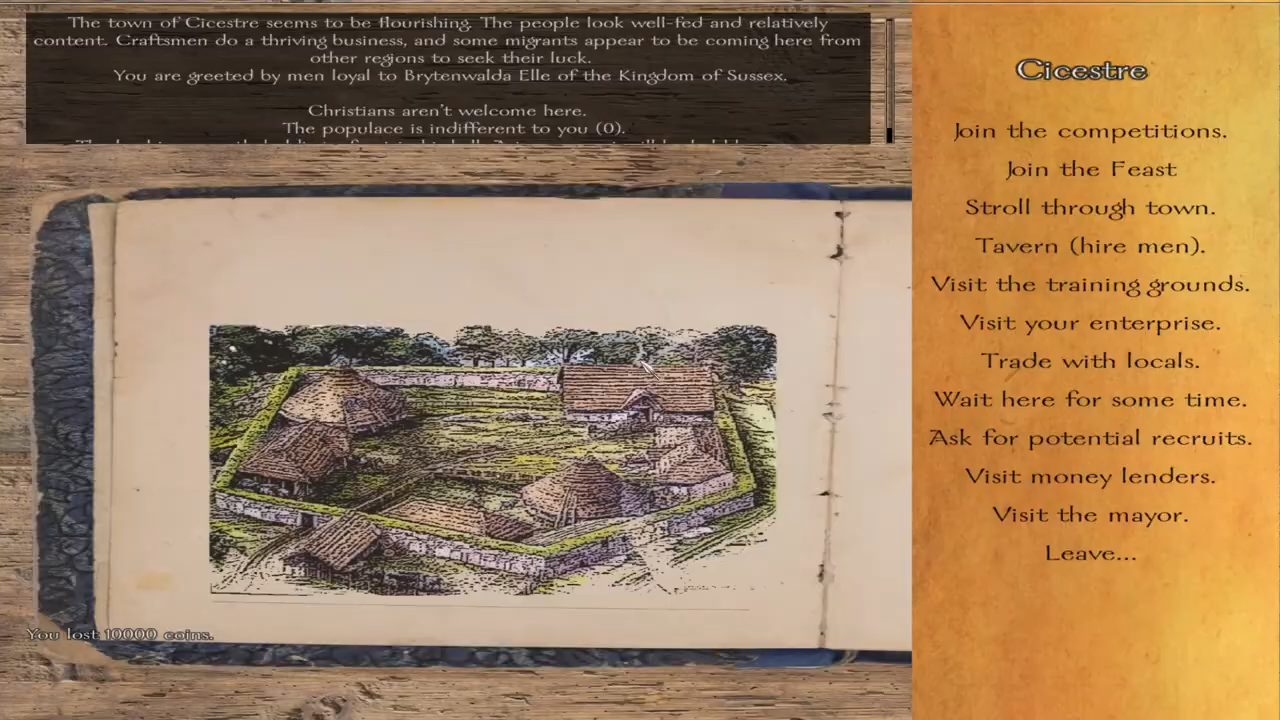 The town of Cicestre seems to be flourishing. The people look well-fed and relatively
content. Craftsmen do a thriving business, and some migrants appear to be coming here from
other regions to seek their luck.
You are greeted by men loyal to Brytenwalda Elle of the Kingdom of Sussex.
Christians aren't welcome here.
The populace is indifferent to you (0).
You lost 10000 coins.
Cicestre
Join the competitions.
Join the Feast
Stroll through town.
Tavern (hire men).
Visit the training grounds.
Visit your enterprise.
Trade with locals.
Wait here for some time.
Ask for potential recruits.
Visit money lenders.
Visit the mayor.
Leave...